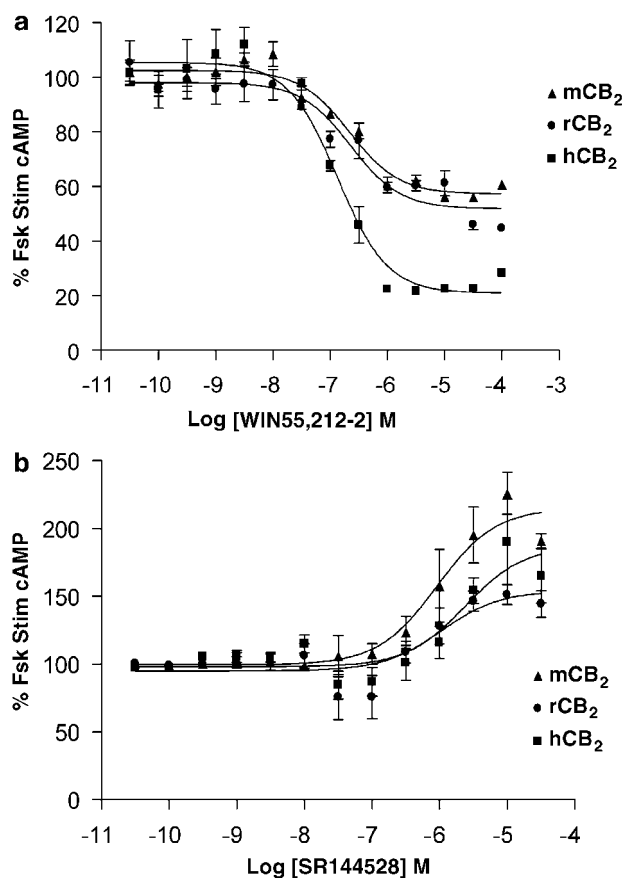 a
120
100
80
60
40
20
0
% Fsk Stim cAMP
mCB₂
rCB₂
hCB₂
-11 -10 -9 -8 -7 -6 -5 -4 -3
Log [WIN55,212-2] M
b
250
200
150
100
50
0
% Fsk Stim cAMP
mCB₂
rCB₂
hCB₂
-11 -10 -9 -8 -7 -6 -5 -4
Log [SR144528] M